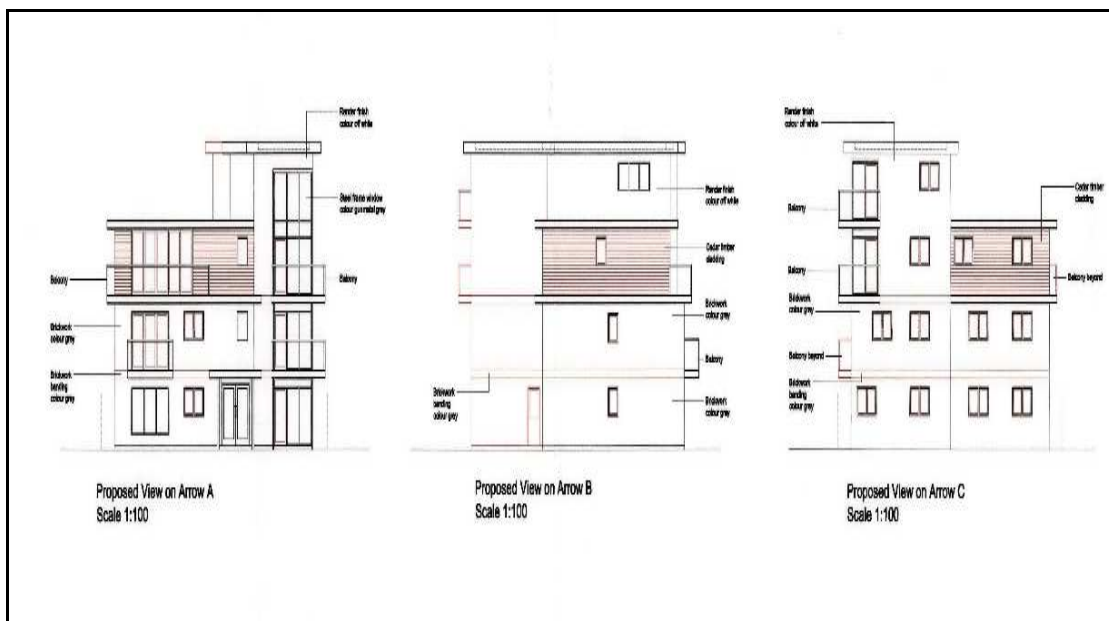 Render finish
colour off white
Steel frame window
colour gunmetal grey
Balcony
Balcony
Brickwork
colour grey
Brickwork
banding
colour grey
Proposed View on Arrow A
Scale 1:100
Render finish
colour off white
Cedar timber
cladding
Brickwork
colour grey
Balcony
Brickwork
banding
colour grey
Brickwork
colour grey
Proposed View on Arrow B
Scale 1:100
Render finish
colour off white
Cedar timber
cladding
Balcony
Balcony
Balcony beyond
Brickwork
colour grey
Balcony beyond
Brickwork
banding
colour grey
Proposed View on Arrow C
Scale 1:100